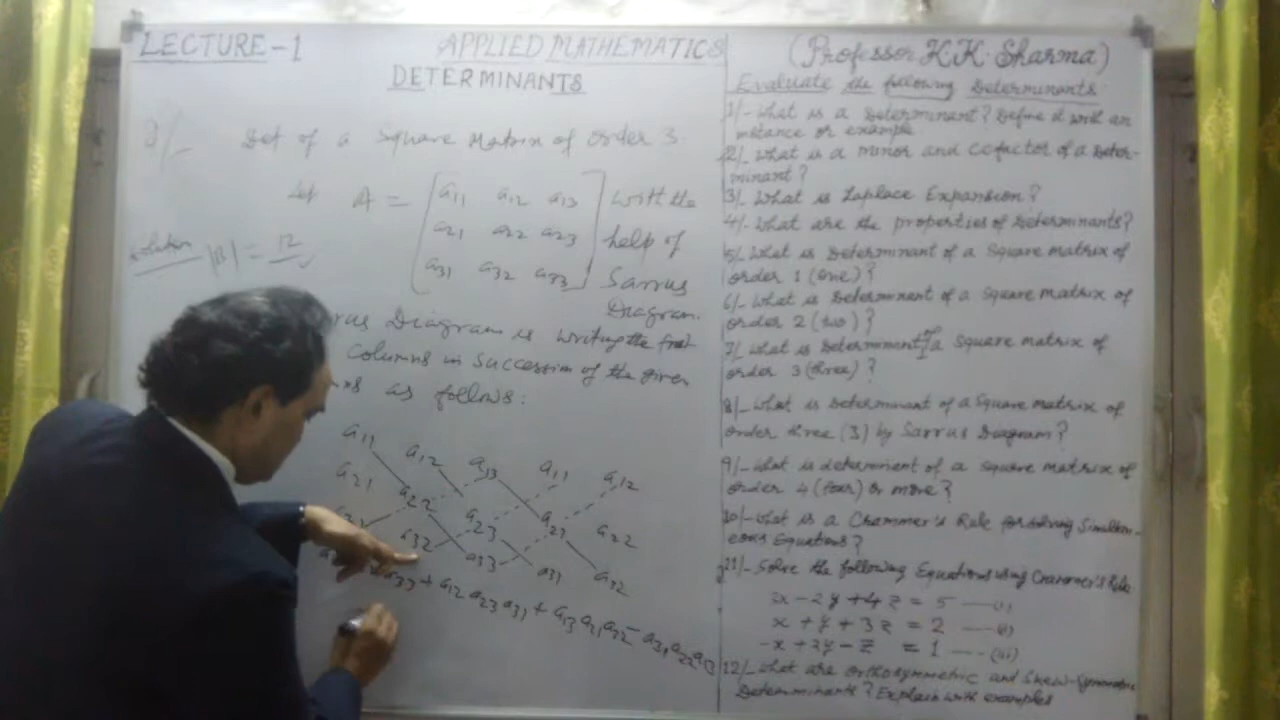 LECTURE-1
APPLIED MATHEMATICS
DETERMINANTS
Det of a Square Matrix of order 3.
Let A = [a11 a12 a13
a21 a22 a23
a31 a32 a33]
with the
help of
Sarrus
Diagram.
Solution |B| = 12
Diagram is writing the first
columns in succession of the given
as follows:
a11 a12 a13 a11 a12
a21 a22 a23 a21 a22
a32 a33 a31 a32
a33 + a12 a23 a31 + a13 a21 a32 - a31 a22 a13
(Professor K.K. Sharma)
Evaluate the following Determinants
1/- What is a Determinant? Define it with an
instance or example.
2/- What is a minor and cofactor of a Deter-
minant?
3/- What is Laplace Expansion?
4/- What are the properties of Determinants?
5/- What is Determinant of a Square matrix of
order 1 (one)?
6/- What is Determinant of a Square matrix of
order 2 (two)?
7/- What is Determinant of a Square matrix of
order 3 (three)?
8/- What is Determinant of a Square matrix of
order three (3) by Sarrus Diagram?
9/- What is determinent of a square matrix of
order 4 (four) or more?
10/- What is a Crammer's Rule for solving Simultan-
eous Equations?
11/- Solve the following Equations using Crammer's Rule
2x - 2y + 4z = 5 —(i)
x + y + 3z = 2 —(ii)
-x + 2y - z = 1 —(iii)
12/- What are orthosymmetric and Skew-Symmetric
Determinants? Explain with examples